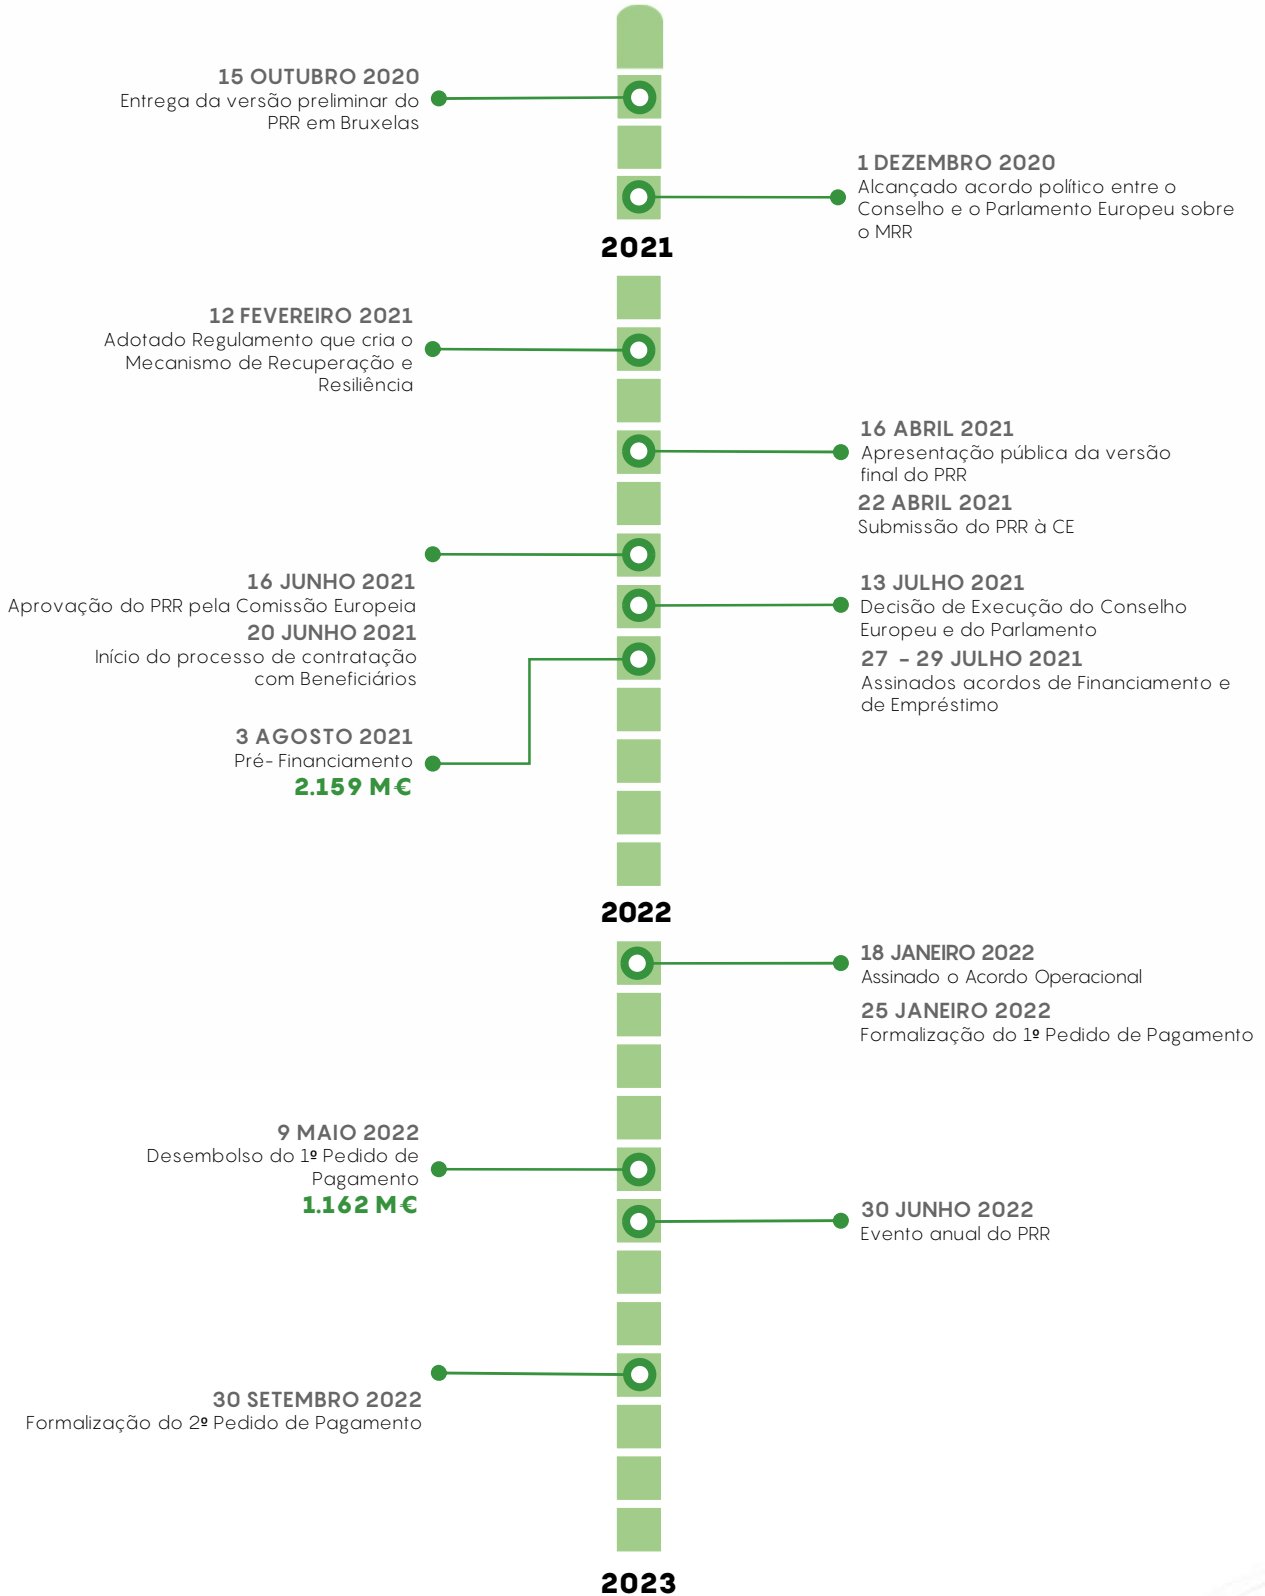 15 OUTUBRO 2020
Entrega da versão preliminar do
PRR em Bruxelas
1 DEZEMBRO 2020
Alcançado acordo político entre o
Conselho e o Parlamento Europeu sobre
o MRR
2021
12 FEVEREIRO 2021
Adotado Regulamento que cria o
Mecanismo de Recuperação e
Resiliência
16 ABRIL 2021
Apresentação pública da versão
final do PRR
22 ABRIL 2021
Submissão do PRR à CE
16 JUNHO 2021
Aprovação do PRR pela Comissão Europeia
20 JUNHO 2021
Início do processo de contratação
com Beneficiários
13 JULHO 2021
Decisão de Execução do Conselho
Europeu e do Parlamento
27 - 29 JULHO 2021
Assinados acordos de Financiamento e
de Empréstimo
3 AGOSTO 2021
Pré- Financiamento
2.159 M€
2022
18 JANEIRO 2022
Assinado o Acordo Operacional
25 JANEIRO 2022
Formalização do 1º Pedido de Pagamento
9 MAIO 2022
Desembolso do 1º Pedido de
Pagamento
1.162 M€
30 JUNHO 2022
Evento anual do PRR
30 SETEMBRO 2022
Formalização do 2º Pedido de Pagamento
2023